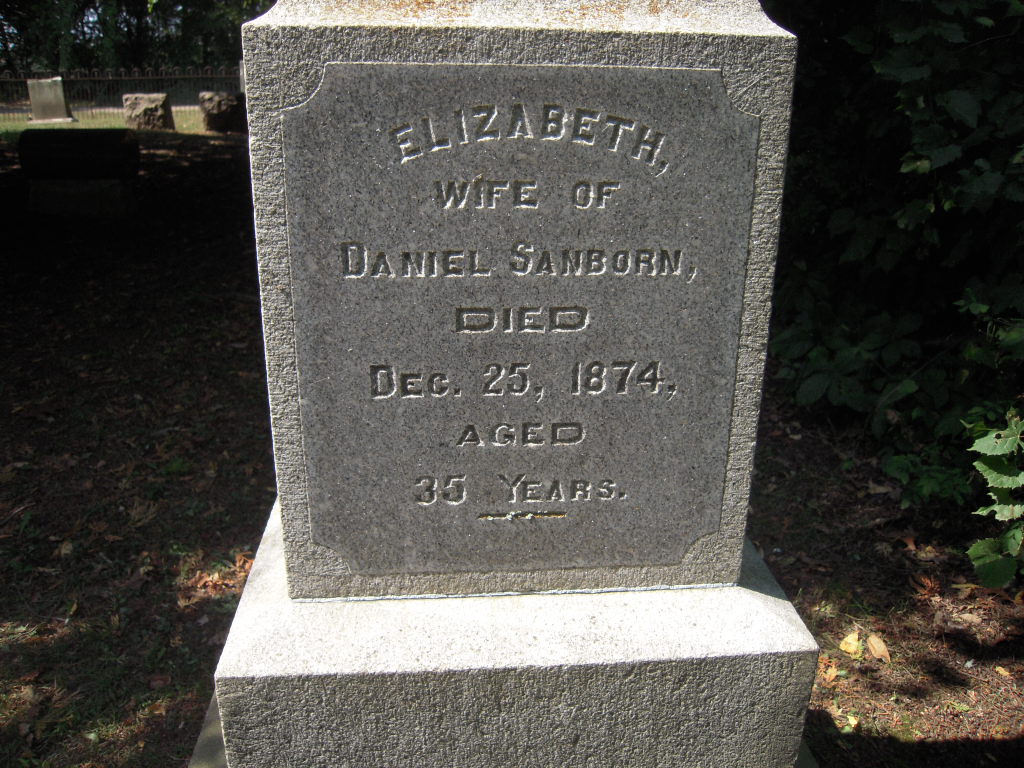 ELIZABETH,
WIFE OF
DANIEL SANBORN,
DIED
DEC. 25, 1874,
AGED
35 YEARS.